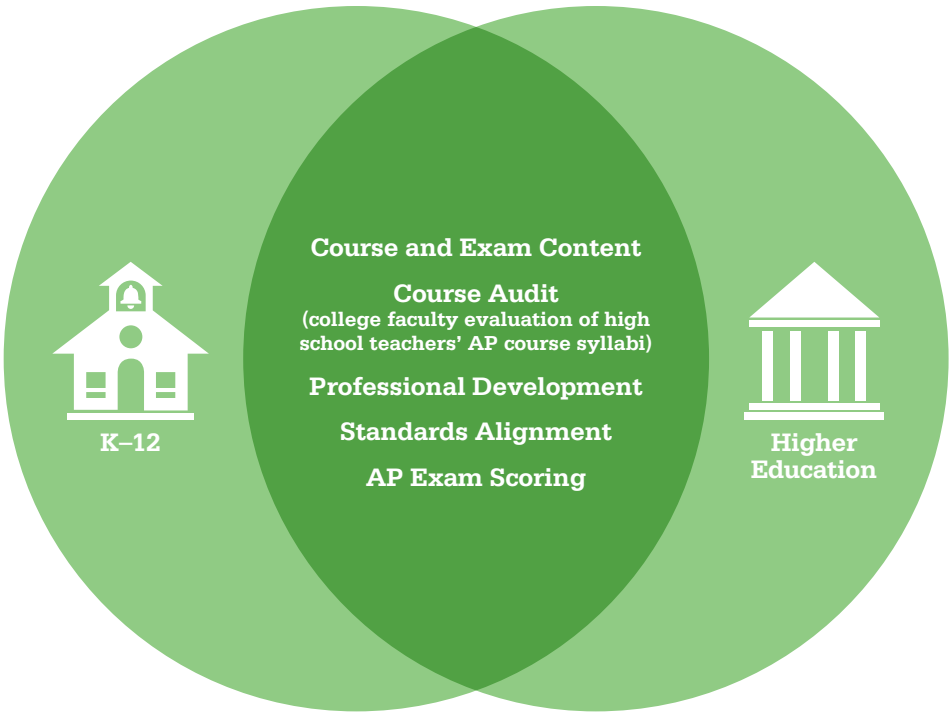 Course and Exam Content
Course Audit
(college faculty evaluation of high
school teachers’ AP course syllabi)
Professional Development
Standards Alignment
AP Exam Scoring
K–12
Higher
Education